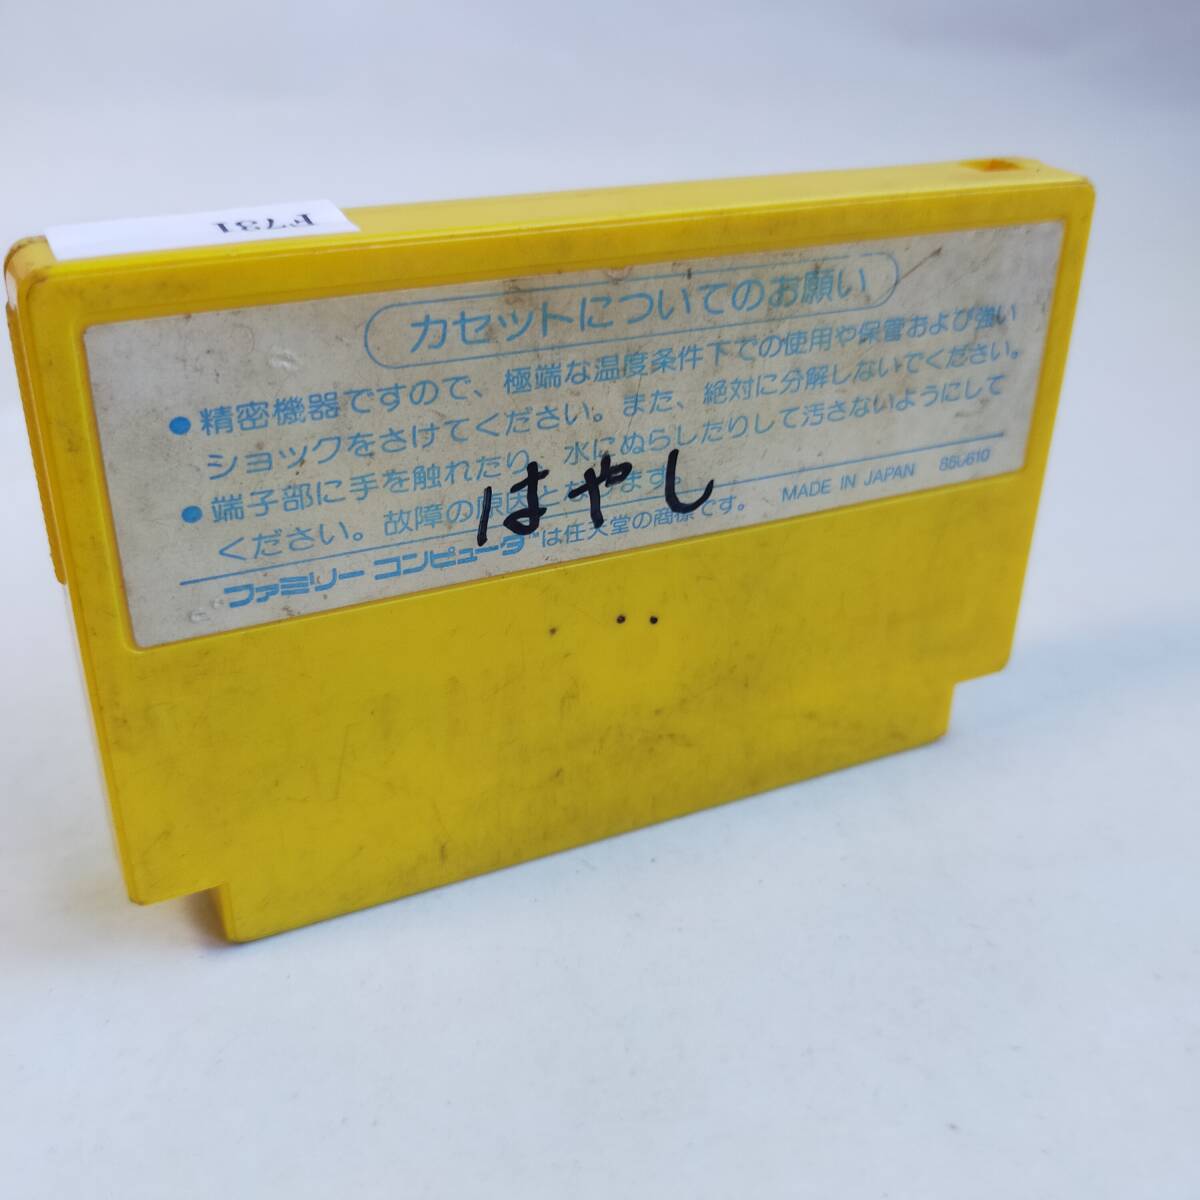 F731
カセットについてのお願い
●精密機器ですので、極端な温度条件下での使用や保管および強い
ショックをさけてください。また、絶対に分解しないでください。
●端子部に手を触れたり、水にぬらしたりして汚さないようにして
ください。故障の原因となります。
はやし
ファミリーコンピュータ™は任天堂の商標です。 MADE IN JAPAN 850610